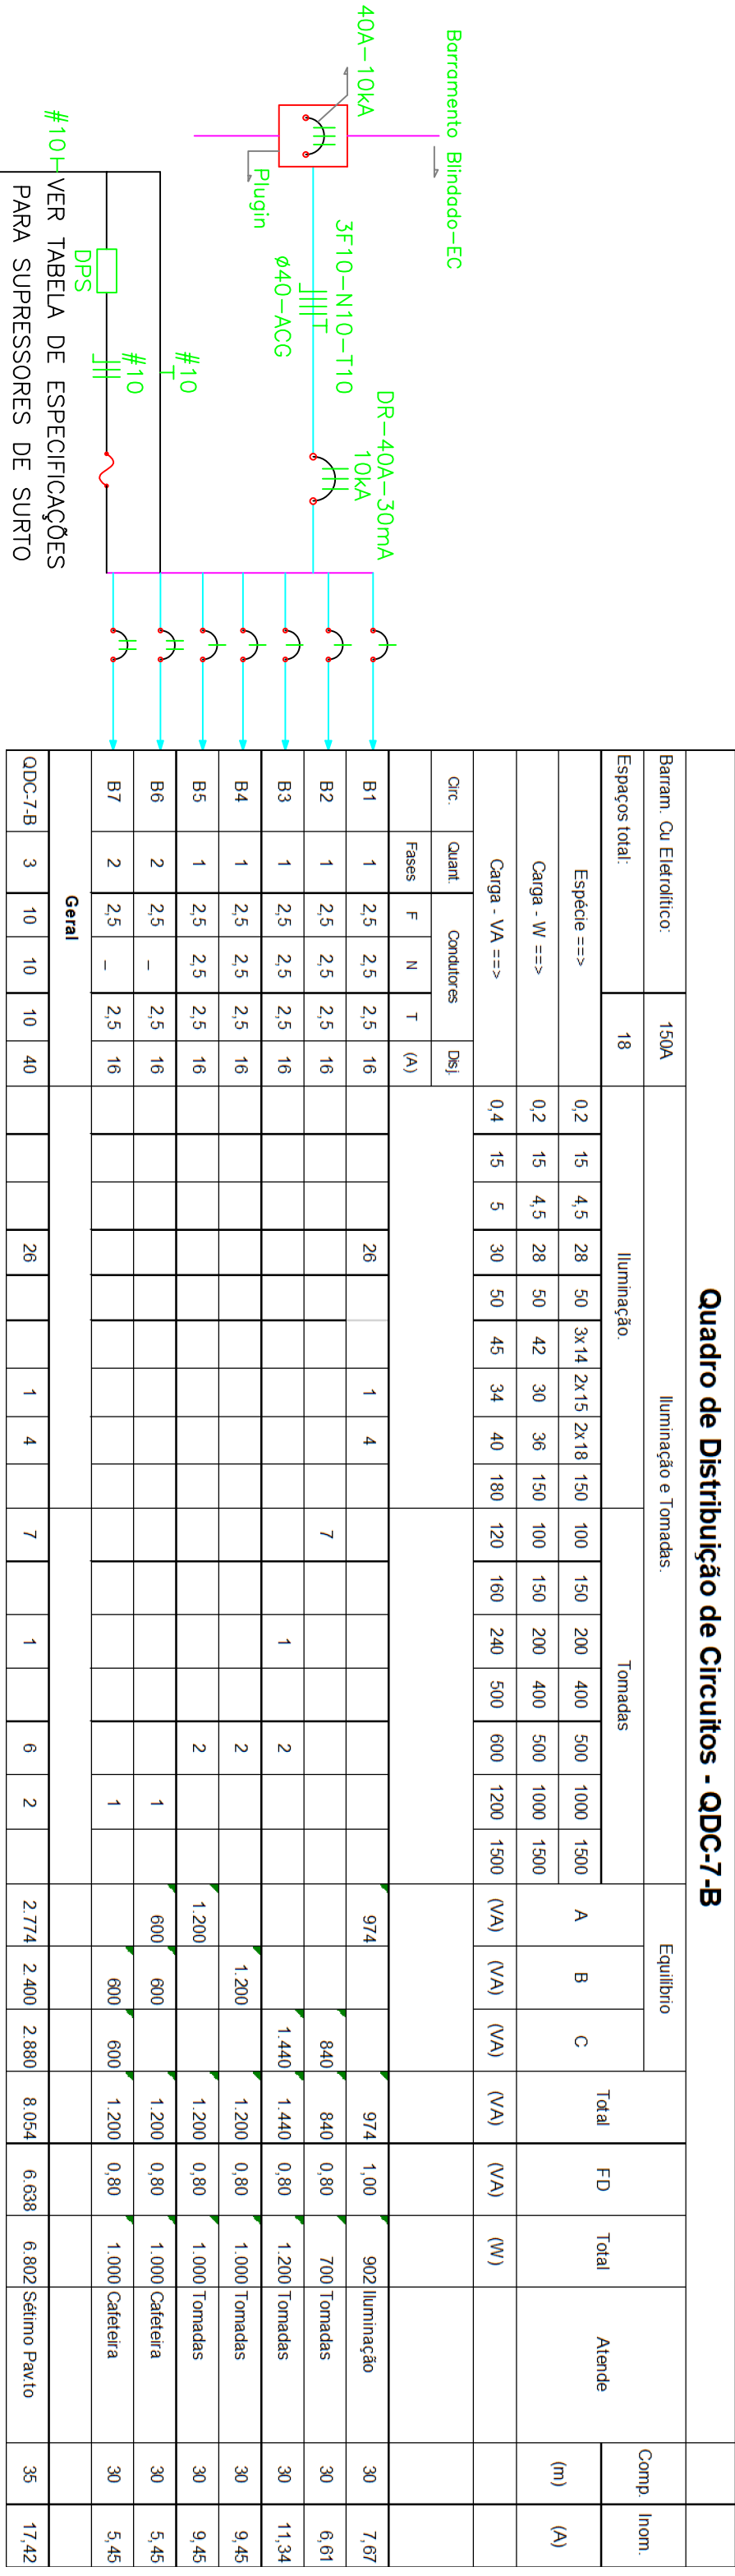 Quadro de Distribuição de Circuitos - QDC-7-B
Barram. Cu Eletrolítico: 150A Iluminação e Tomadas. Equilíbrio Total FD Total Atende Comp. Inom.
Espaços total: 18 Iluminação. Tomadas
Espécie ==> 0,2 15 4,5 28 50 3x14 2x15 2x18 150 100 150 200 400 500 1000 1500 A B C
Carga - W ==> 0,2 15 4,5 28 50 42 30 36 150 100 150 200 400 500 1000 1500 (m) (A)
Carga - VA ==> 0,4 15 5 30 50 45 34 40 180 120 160 240 500 600 1200 1500 (VA) (VA) (VA) (VA) (VA) (W)
Circ. Quant. Condutores Disj.
Fases F N T (A)
B1 1 2,5 2,5 2,5 16 26 1 4 974 974 1,00 902 Iluminação 30 7,67
B2 1 2,5 2,5 2,5 16 7 840 840 0,80 700 Tomadas 30 6,61
B3 1 2,5 2,5 2,5 16 1 2 1.440 1.440 0,80 1.200 Tomadas 30 11,34
B4 1 2,5 2,5 2,5 16 2 1.200 1.200 0,80 1.000 Tomadas 30 9,45
B5 1 2,5 2,5 2,5 16 2 1.200 1.200 0,80 1.000 Tomadas 30 9,45
B6 2 2,5 – 2,5 16 1 600 600 1.200 0,80 1.000 Cafeteira 30 5,45
B7 2 2,5 – 2,5 16 1 600 600 1.200 0,80 1.000 Cafeteira 30 5,45
Geral
QDC-7-B 3 10 10 10 40 26 1 4 7 1 6 2 2.774 2.400 2.880 8.054 6.638 6.802 Sétimo Pav.to 35 17,42
Barramento Blindado-EC
40A-10kA
Plugin
3F10-N10-T10
T
ø40-ACG
DR-40A-30mA
10kA
#10
T
#10
DPS
#10
VER TABELA DE ESPECIFICAÇÕES
PARA SUPRESSORES DE SURTO